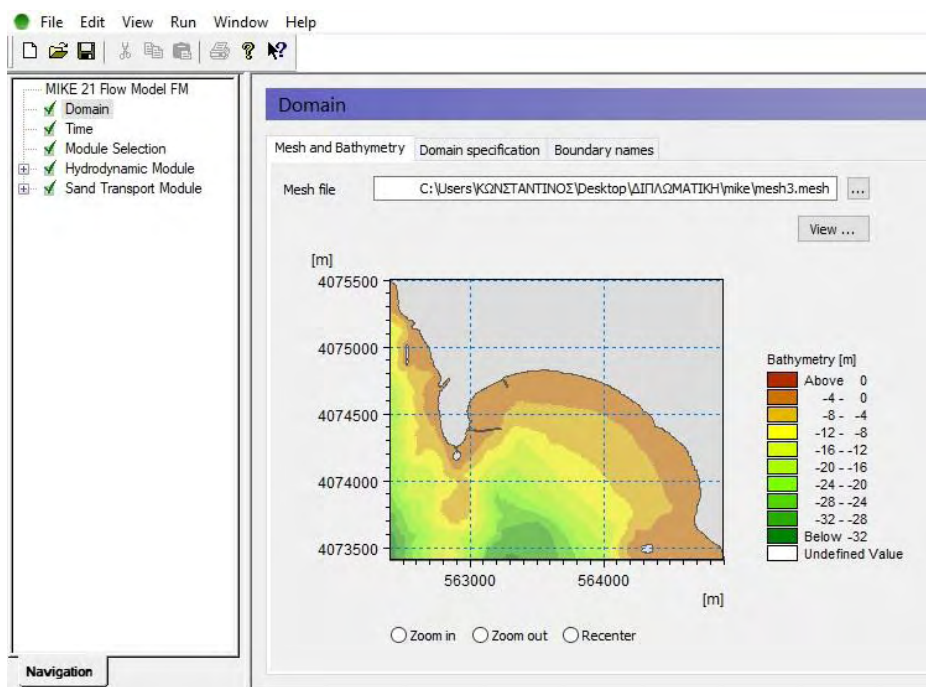 File Edit View Run Window Help
MIKE 21 Flow Model FM
Domain
Time
Module Selection
Hydrodynamic Module
Sand Transport Module
Navigation
Domain
Mesh and Bathymetry Domain specification Boundary names
Mesh file C:\Users\ΚΩΝΣΤΑΝΤΙΝΟΣ\Desktop\ΔΙΠΛΩΜΑΤΙΚΗ\mike\mesh3.mesh ...
View ...
[m]
4075500
4075000
4074500
4074000
4073500
563000 564000
[m]
Bathymetry [m]
Above 0
-4 - 0
-8 - -4
-12 - -8
-16 - -12
-20 - -16
-24 - -20
-28 - -24
-32 - -28
Below -32
Undefined Value
Zoom in Zoom out Recenter